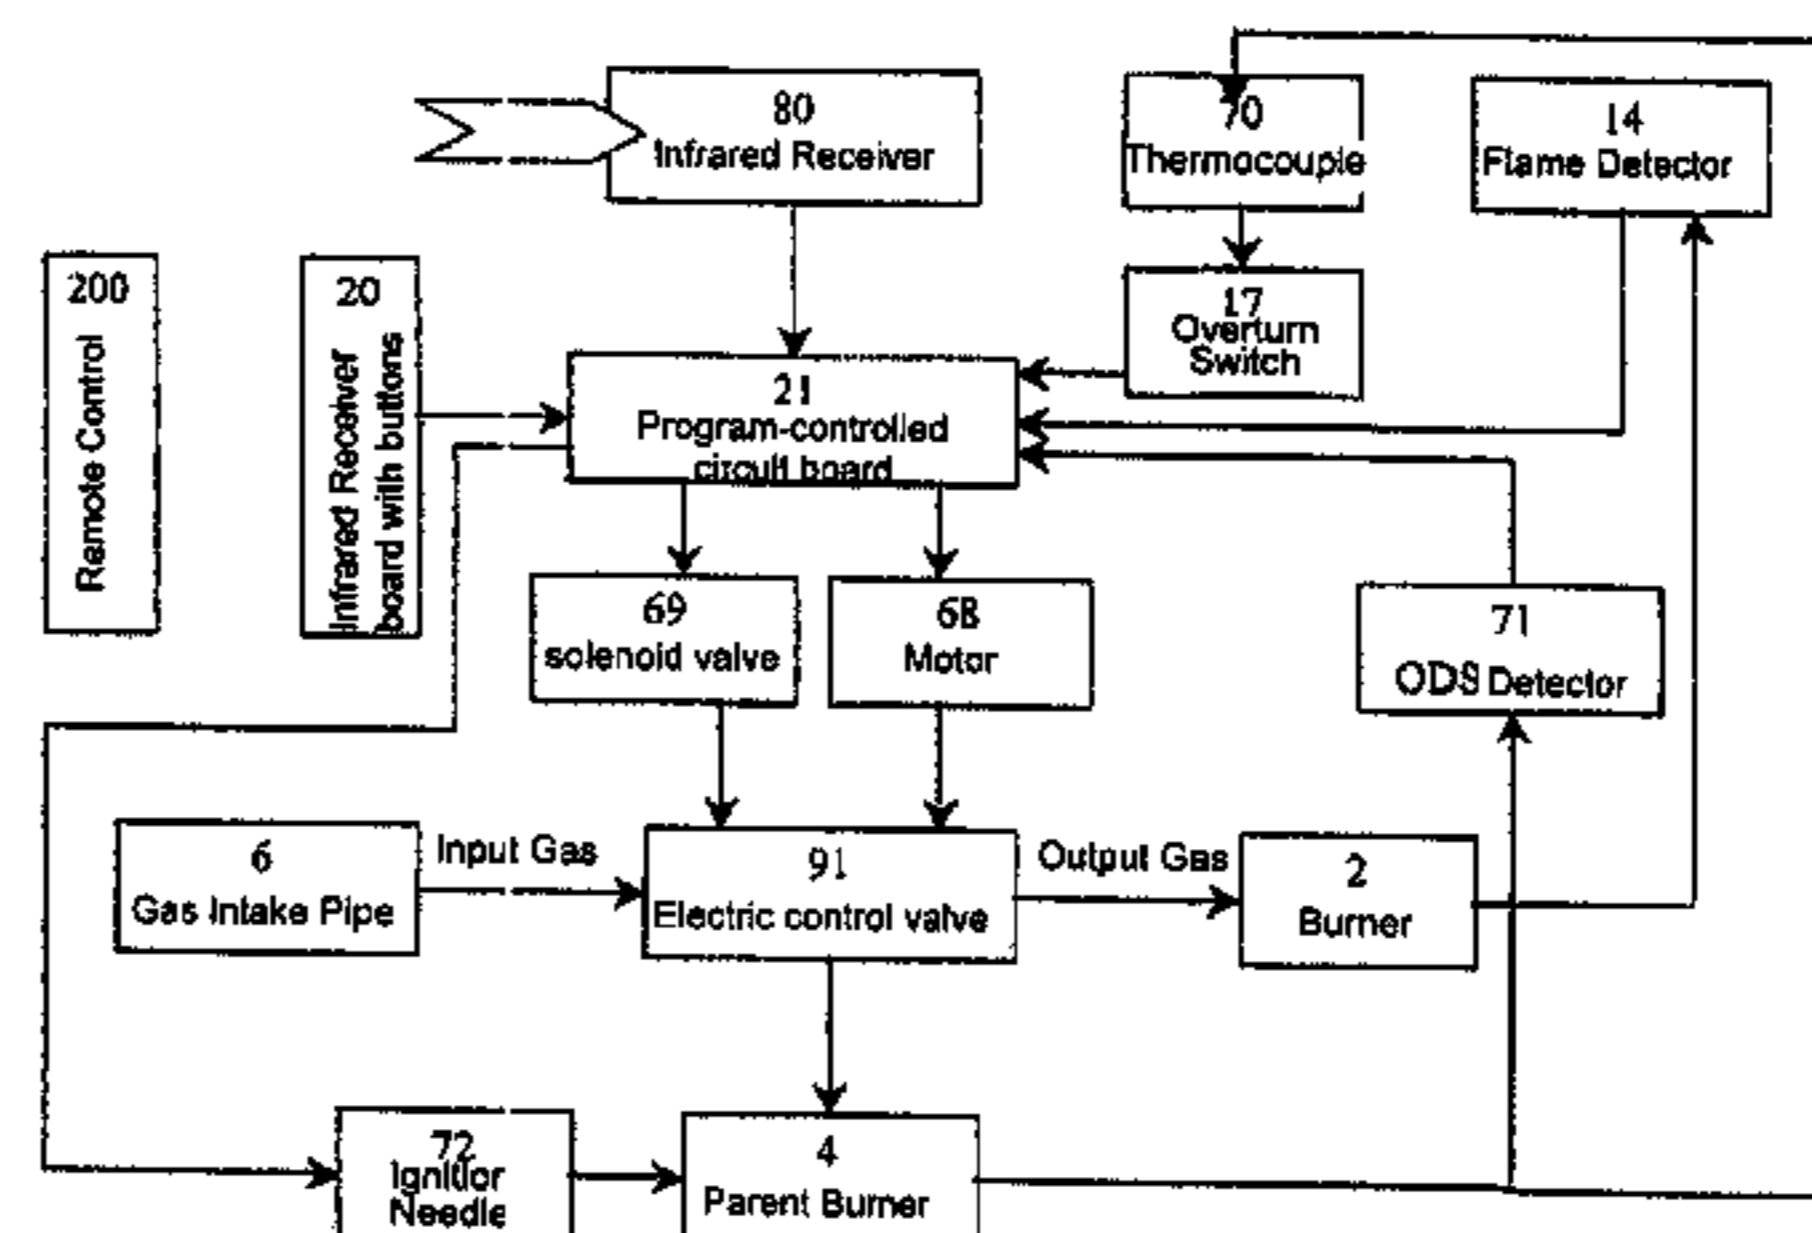 80
Infrared Receiver
70
Thermocouple
14
Flame Detector
200
Remote Control
20
Infrared Receiver
board with buttons
17
Overturn
Switch
21
Program-controlled
circuit board
69
solenoid valve
68
Motor
71
ODS Detector
6
Gas Intake Pipe
Input Gas
91
Electric control valve
Output Gas
2
Burner
72
Ignition
Needle
4
Parent Burner